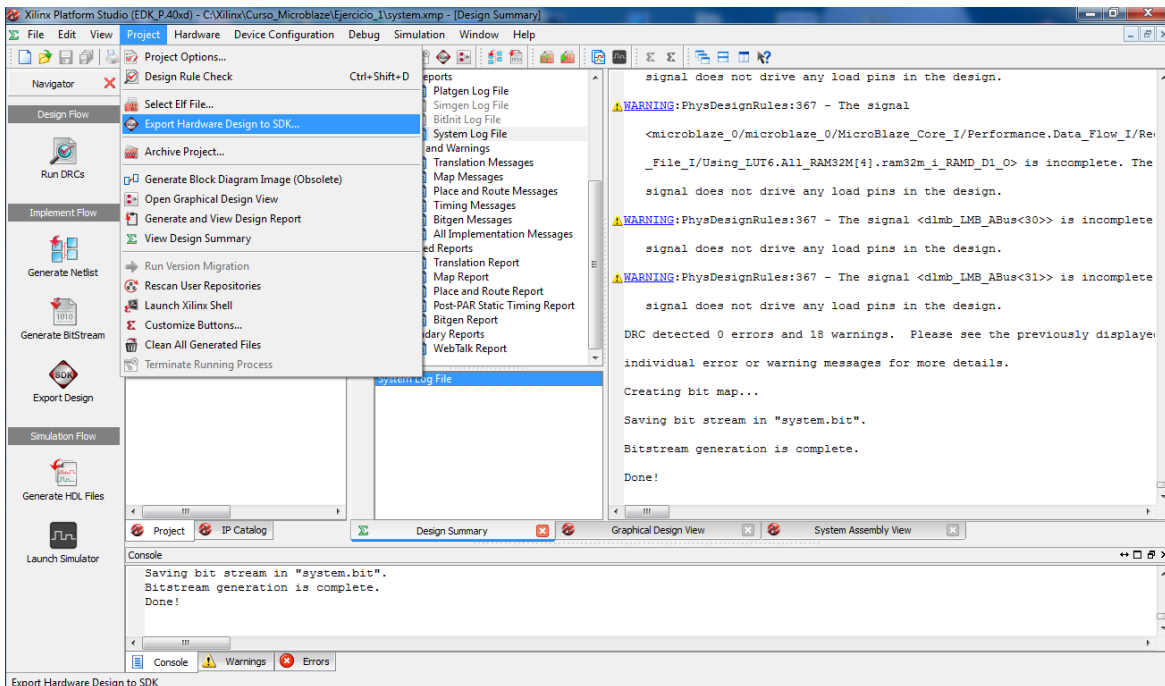 Xilinx Platform Studio (EDK_P.40xd) - C:\Xilinx\Curso_Microblaze\Ejercicio_1\system.xmp - [Design Summary]
File Edit View Project Hardware Device Configuration Debug Simulation Window Help
Navigator
Design Flow
Run DRCs
Implement Flow
Generate Netlist
1010
Generate BitStream
SDK
Export Design
Simulation Flow
Generate HDL Files
Launch Simulator
Project Options...
Design Rule Check Ctrl+Shift+D
Select Elf File...
Export Hardware Design to SDK...
Archive Project...
Generate Block Diagram Image (Obsolete)
Open Graphical Design View
Generate and View Design Report
View Design Summary
Run Version Migration
Rescan User Repositories
Launch Xilinx Shell
Customize Buttons...
Clean All Generated Files
Terminate Running Process
eports
Platgen Log File
Simgen Log File
BitInit Log File
System Log File
and Warnings
Translation Messages
Map Messages
Place and Route Messages
Timing Messages
Bitgen Messages
All Implementation Messages
ed Reports
Translation Report
Map Report
Place and Route Report
Post-PAR Static Timing Report
Bitgen Report
dary Reports
WebTalk Report
System Log File
signal does not drive any load pins in the design.
WARNING:PhysDesignRules:367 - The signal
<microblaze_0/microblaze_0/MicroBlaze_Core_I/Performance.Data_Flow_I/Re
_File_I/Using_LUT6.All_RAM32M[4].ram32m_i_RAMD_D1_O> is incomplete. The
signal does not drive any load pins in the design.
WARNING:PhysDesignRules:367 - The signal <dlmb_LMB_ABus<30>> is incomplete
signal does not drive any load pins in the design.
WARNING:PhysDesignRules:367 - The signal <dlmb_LMB_ABus<31>> is incomplete
signal does not drive any load pins in the design.
DRC detected 0 errors and 18 warnings.  Please see the previously displaye
individual error or warning messages for more details.
Creating bit map...
Saving bit stream in "system.bit".
Bitstream generation is complete.
Done!
Project IP Catalog
Design Summary Graphical Design View System Assembly View
Console
Saving bit stream in "system.bit".
Bitstream generation is complete.
Done!
Console Warnings Errors
Export Hardware Design to SDK